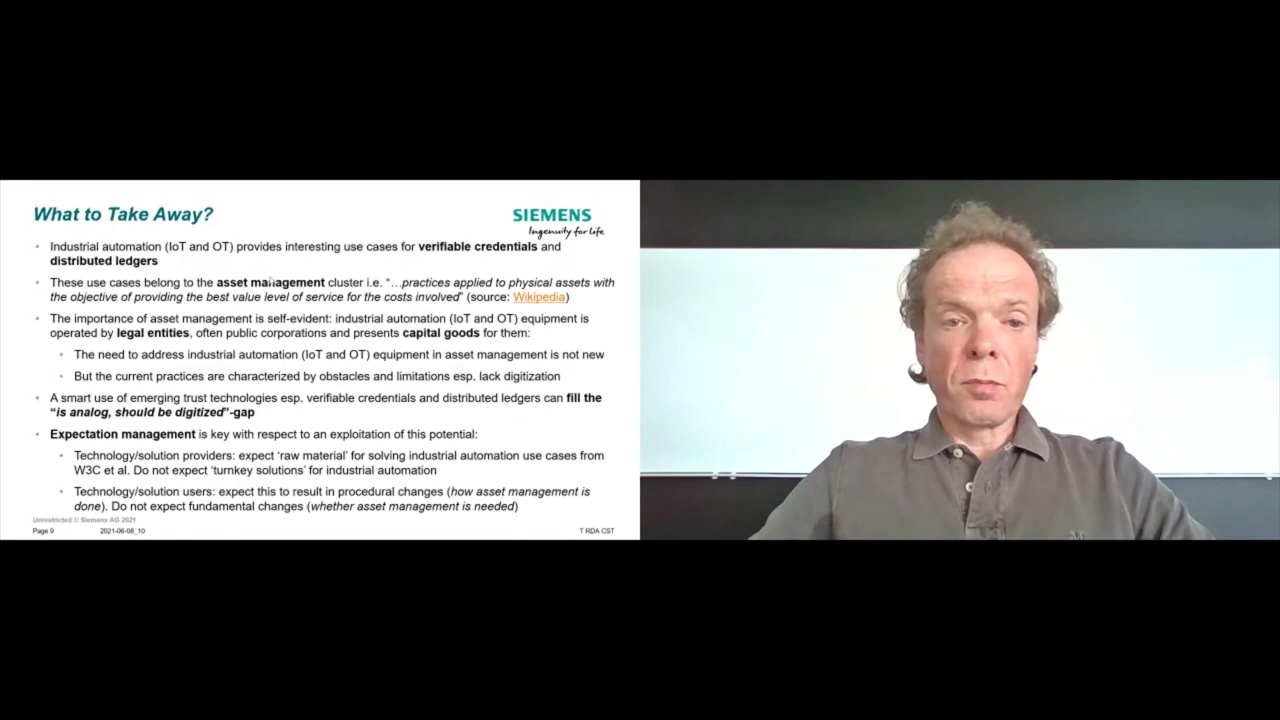 What to Take Away?
SIEMENS
Ingenuity for life
• Industrial automation (IoT and OT) provides interesting use cases for verifiable credentials and
distributed ledgers
• These use cases belong to the asset management cluster i.e. “…practices applied to physical assets with
the objective of providing the best value level of service for the costs involved” (source: Wikipedia)
• The importance of asset management is self-evident: industrial automation (IoT and OT) equipment is
operated by legal entities, often public corporations and presents capital goods for them:
• The need to address industrial automation (IoT and OT) equipment in asset management is not new
• But the current practices are characterized by obstacles and limitations esp. lack digitization
• A smart use of emerging trust technologies esp. verifiable credentials and distributed ledgers can fill the
“is analog, should be digitized”-gap
• Expectation management is key with respect to an exploitation of this potential:
• Technology/solution providers: expect ‘raw material’ for solving industrial automation use cases from
W3C et al. Do not expect ‘turnkey solutions’ for industrial automation
• Technology/solution users: expect this to result in procedural changes (how asset management is
done). Do not expect fundamental changes (whether asset management is needed)
Unrestricted © Siemens AG 2021
Page 9 2021-06-08_10 T RDA CST